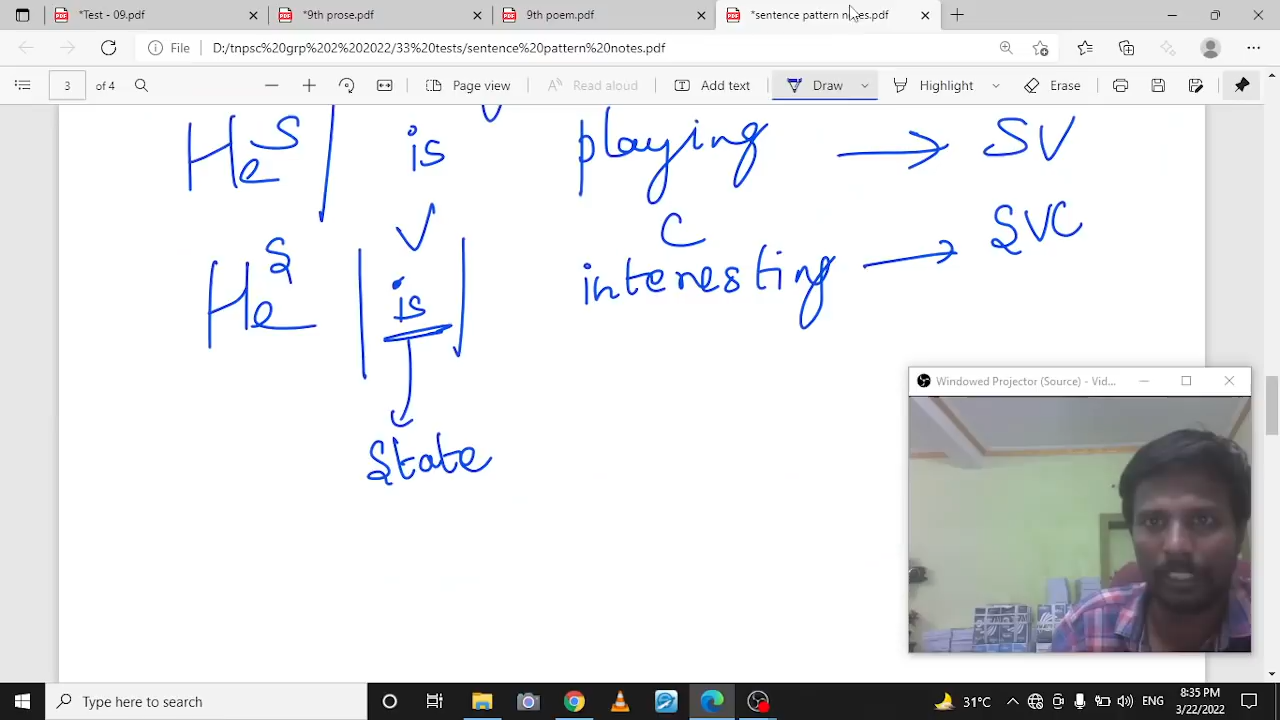 *Test - 09.pdf *9th prose.pdf 9th poem.pdf *sentence pattern notes.pdf
File D:/tnpsc%20grp%202%202022/33%20tests/sentence%20pattern%20notes.pdf
3 of 4 Page view Read aloud Add text Draw Highlight Erase
V
He S is playing → SV
V C
He S is interesting → SVC
State
Windowed Projector (Source) - Vid...
Type here to search 31°C ENG 8:35 PM 3/22/2022